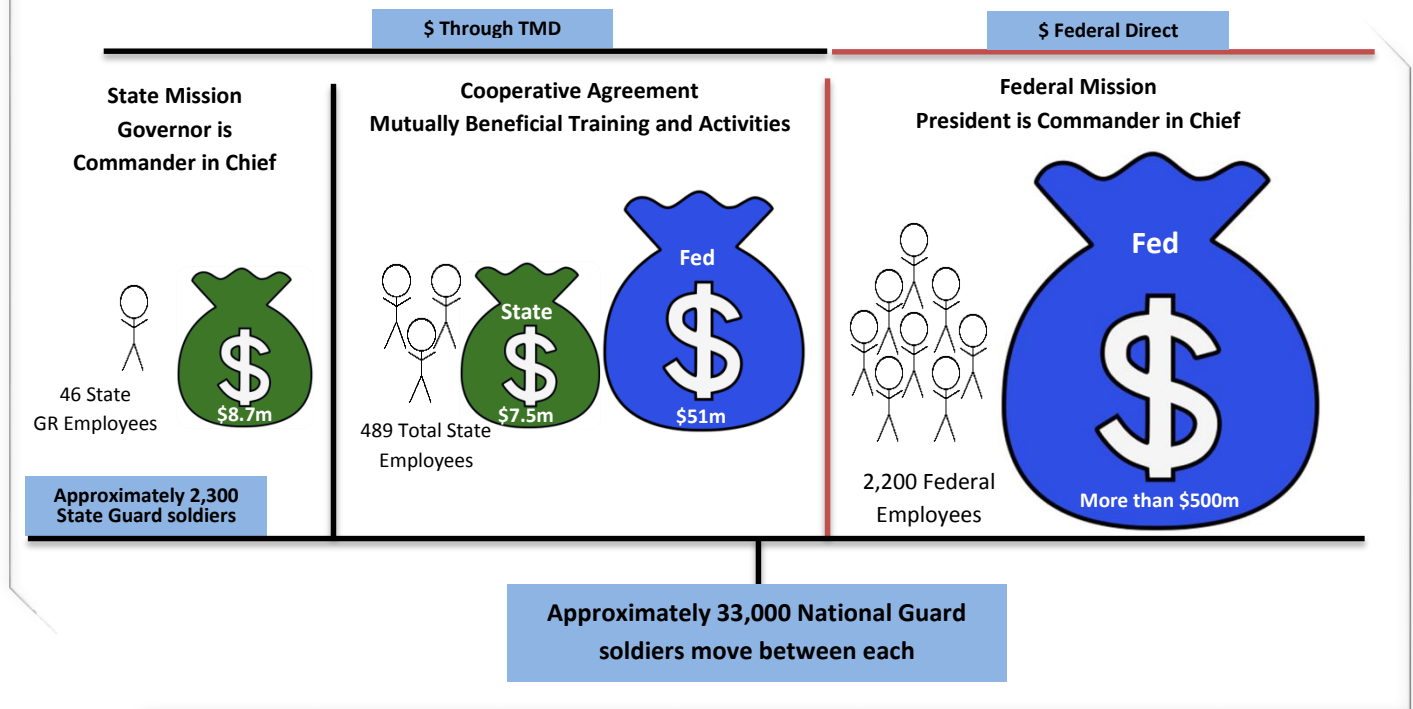 $ Through TMD
$ Federal Direct
State Mission
Governor is
Commander in Chief
Cooperative Agreement
Mutually Beneficial Training and Activities
Federal Mission
President is Commander in Chief
46 State
GR Employees
$
$8.7m
489 Total State
Employees
State
$
$7.5m
Fed
$
$51m
2,200 Federal
Employees
Fed
$
More than $500m
Approximately 2,300
State Guard soldiers
Approximately 33,000 National Guard
soldiers move between each